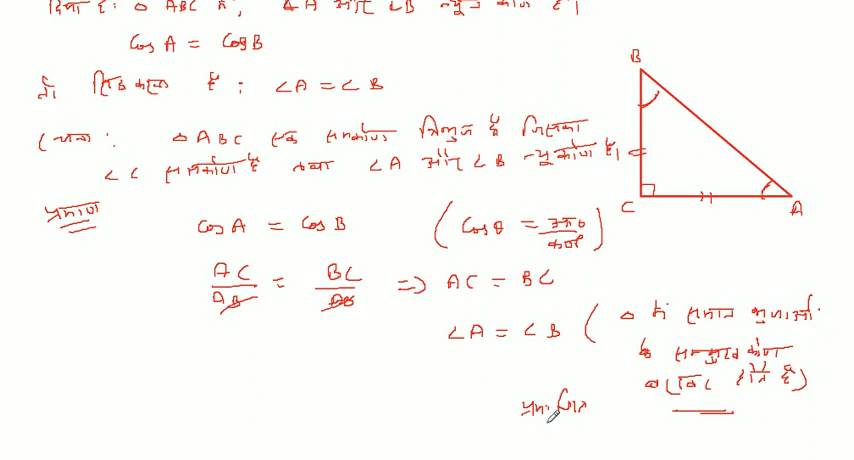 दिया है: △ ABC में, ∠A और ∠B न्यून कोण हैं।
Cos A = Cos B
सिद्ध करना है: ∠A = ∠B
रचना: △ABC एक समकोण त्रिभुज है जिसका
∠C समकोण है तथा ∠A और ∠B न्यूनकोण हैं।
प्रमाण
Cos A = Cos B (Cos θ = आ०/कर्ण)
AC/AB = BC/AB => AC = BC
∠A = ∠B (△ में समान भुजाओं
के सम्मुख कोण
बराबर होते हैं)
प्रमाणित
B
C
A